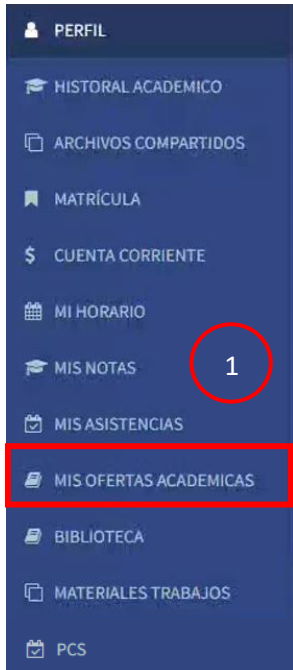 PERFIL
HISTORAL ACADEMICO
ARCHIVOS COMPARTIDOS
MATRÍCULA
$ CUENTA CORRIENTE
MI HORARIO
MIS NOTAS 1
MIS ASISTENCIAS
MIS OFERTAS ACADEMICAS
BIBLIOTECA
MATERIALES TRABAJOS
PCS